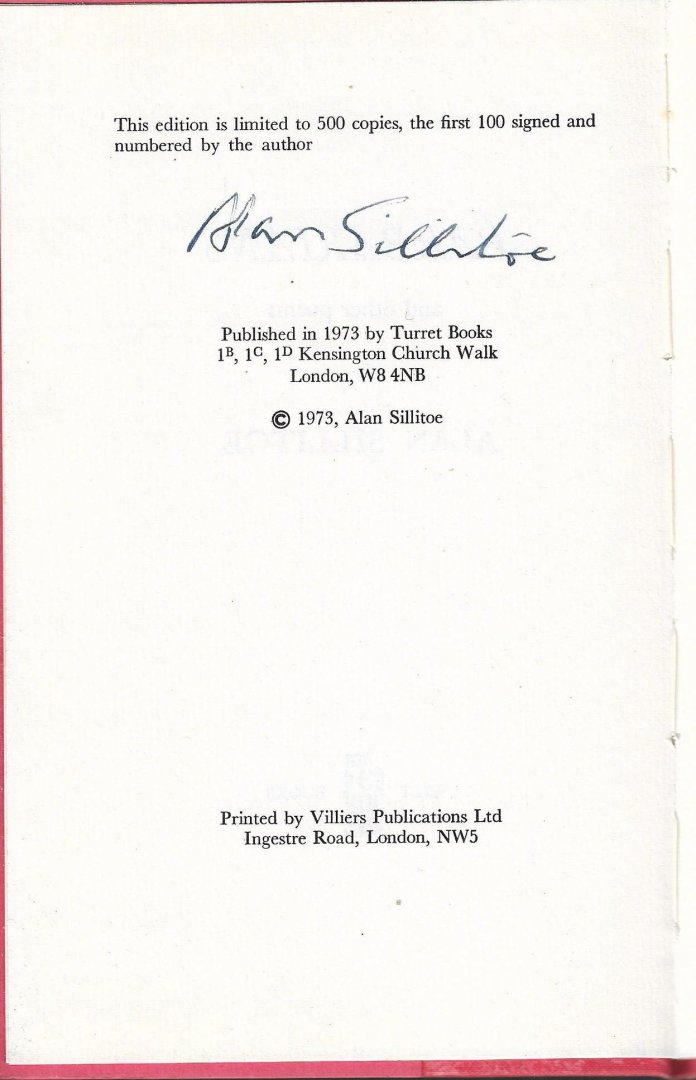 This edition is limited to 500 copies, the first 100 signed and
numbered by the author
Alan Sillitoe
Published in 1973 by Turret Books
1B, 1C, 1D Kensington Church Walk
London, W8 4NB
© 1973, Alan Sillitoe
Printed by Villiers Publications Ltd
Ingestre Road, London, NW5